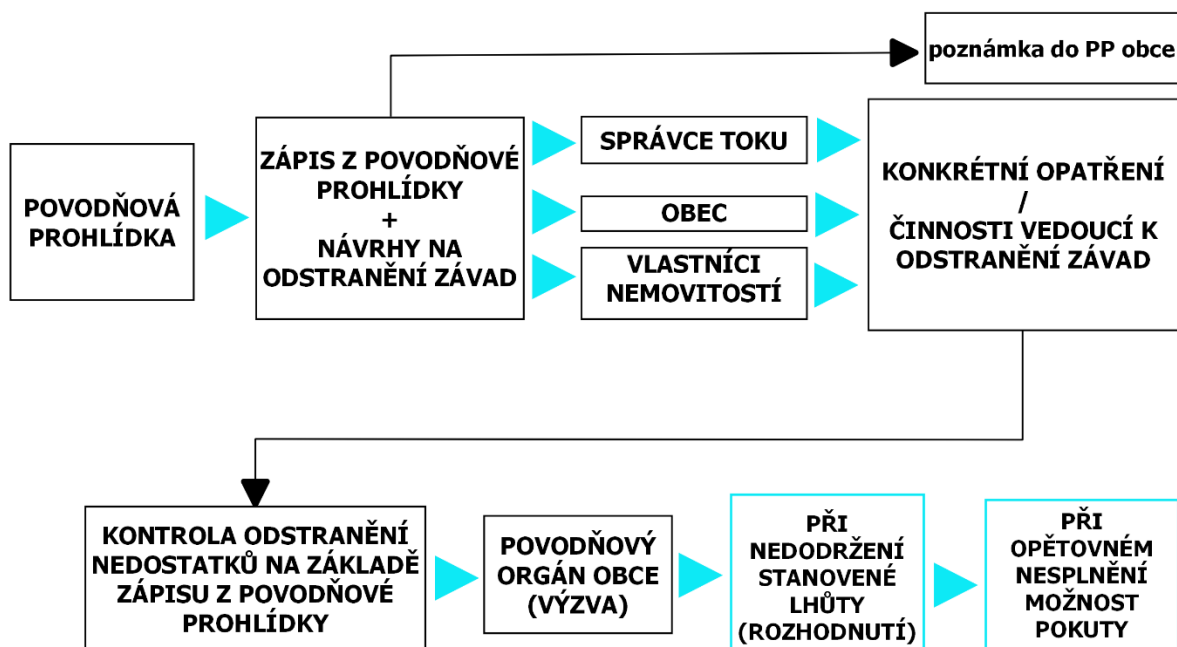 poznámka do PP obce
POVODŇOVÁ
PROHLÍDKA
ZÁPIS Z POVODŇOVÉ
PROHLÍDKY
+
NÁVRHY NA
ODSTRANĚNÍ ZÁVAD
SPRÁVCE TOKU
OBEC
VLASTNÍCI
NEMOVITOSTÍ
KONKRÉTNÍ OPATŘENÍ
/
ČINNOSTI VEDOUCÍ K
ODSTRANĚNÍ ZÁVAD
KONTROLA ODSTRANĚNÍ
NEDOSTATKŮ NA ZÁKLADĚ
ZÁPISU Z POVODŇOVÉ
PROHLÍDKY
POVODŇOVÝ
ORGÁN OBCE
(VÝZVA)
PŘI
NEDODRŽENÍ
STANOVENÉ
LHŮTY
(ROZHODNUTÍ)
PŘI
OPĚTOVNÉM
NESPLNĚNÍ
MOŽNOST
POKUTY